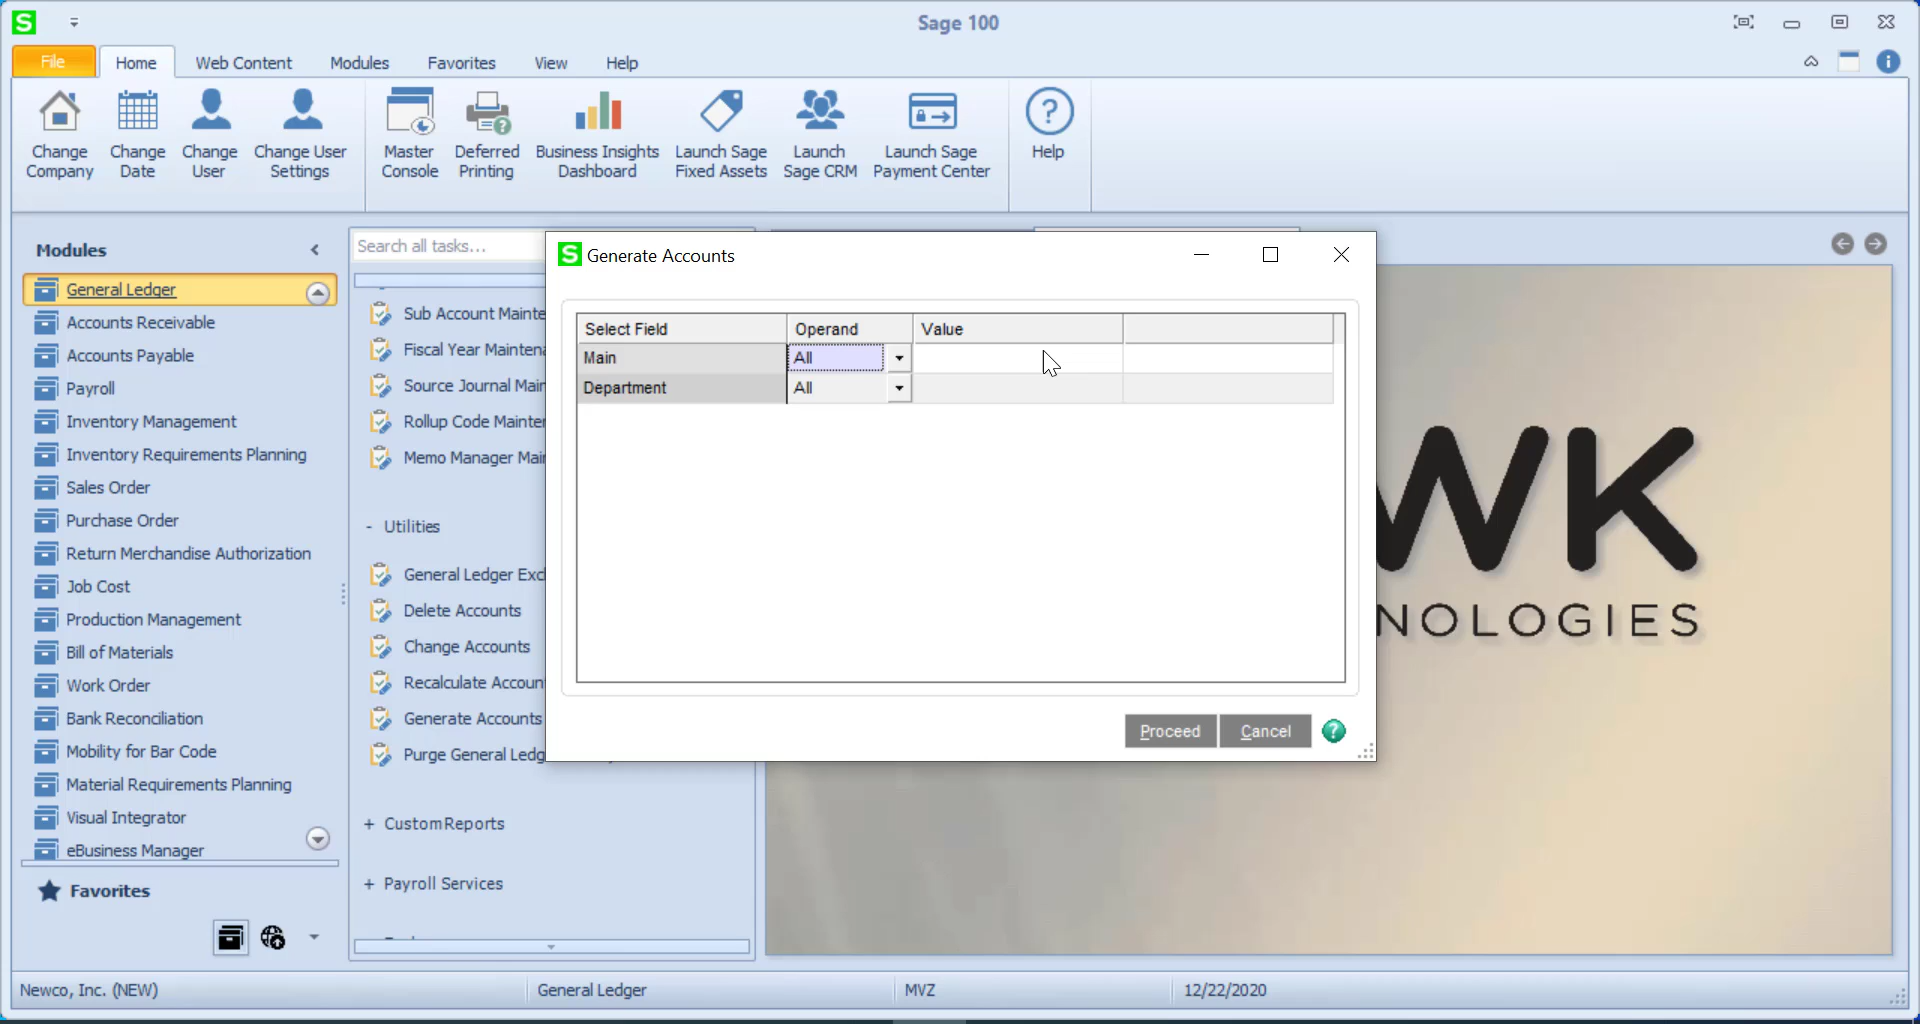 S
Sage 100
File
Home
Web Content
Modules
Favorites
View
Help
Change
Company
Change
Date
Change
User
Change User
Settings
Master
Console
Deferred
Printing
Business Insights
Dashboard
Launch Sage
Fixed Assets
Launch
Sage CRM
Launch Sage
Payment Center
Help
Modules
General Ledger
Accounts Receivable
Accounts Payable
Payroll
Inventory Management
Inventory Requirements Planning
Sales Order
Purchase Order
Return Merchandise Authorization
Job Cost
Production Management
Bill of Materials
Work Order
Bank Reconciliation
Mobility for Bar Code
Material Requirements Planning
Visual Integrator
eBusiness Manager
Favorites
Search all tasks...
Sub Account Mainte
Fiscal Year Maintena
Source Journal Main
Rollup Code Mainter
Memo Manager Mai
- Utilities
General Ledger Excl
Delete Accounts
Change Accounts
Recalculate Accoun
Generate Accounts
Purge General Ledg
+ CustomReports
+ Payroll Services
S Generate Accounts
Select Field Operand Value
Main All
Department All
Proceed
Cancel
?
WK
NOLOGIES
Newco, Inc. (NEW)
General Ledger
MVZ
12/22/2020